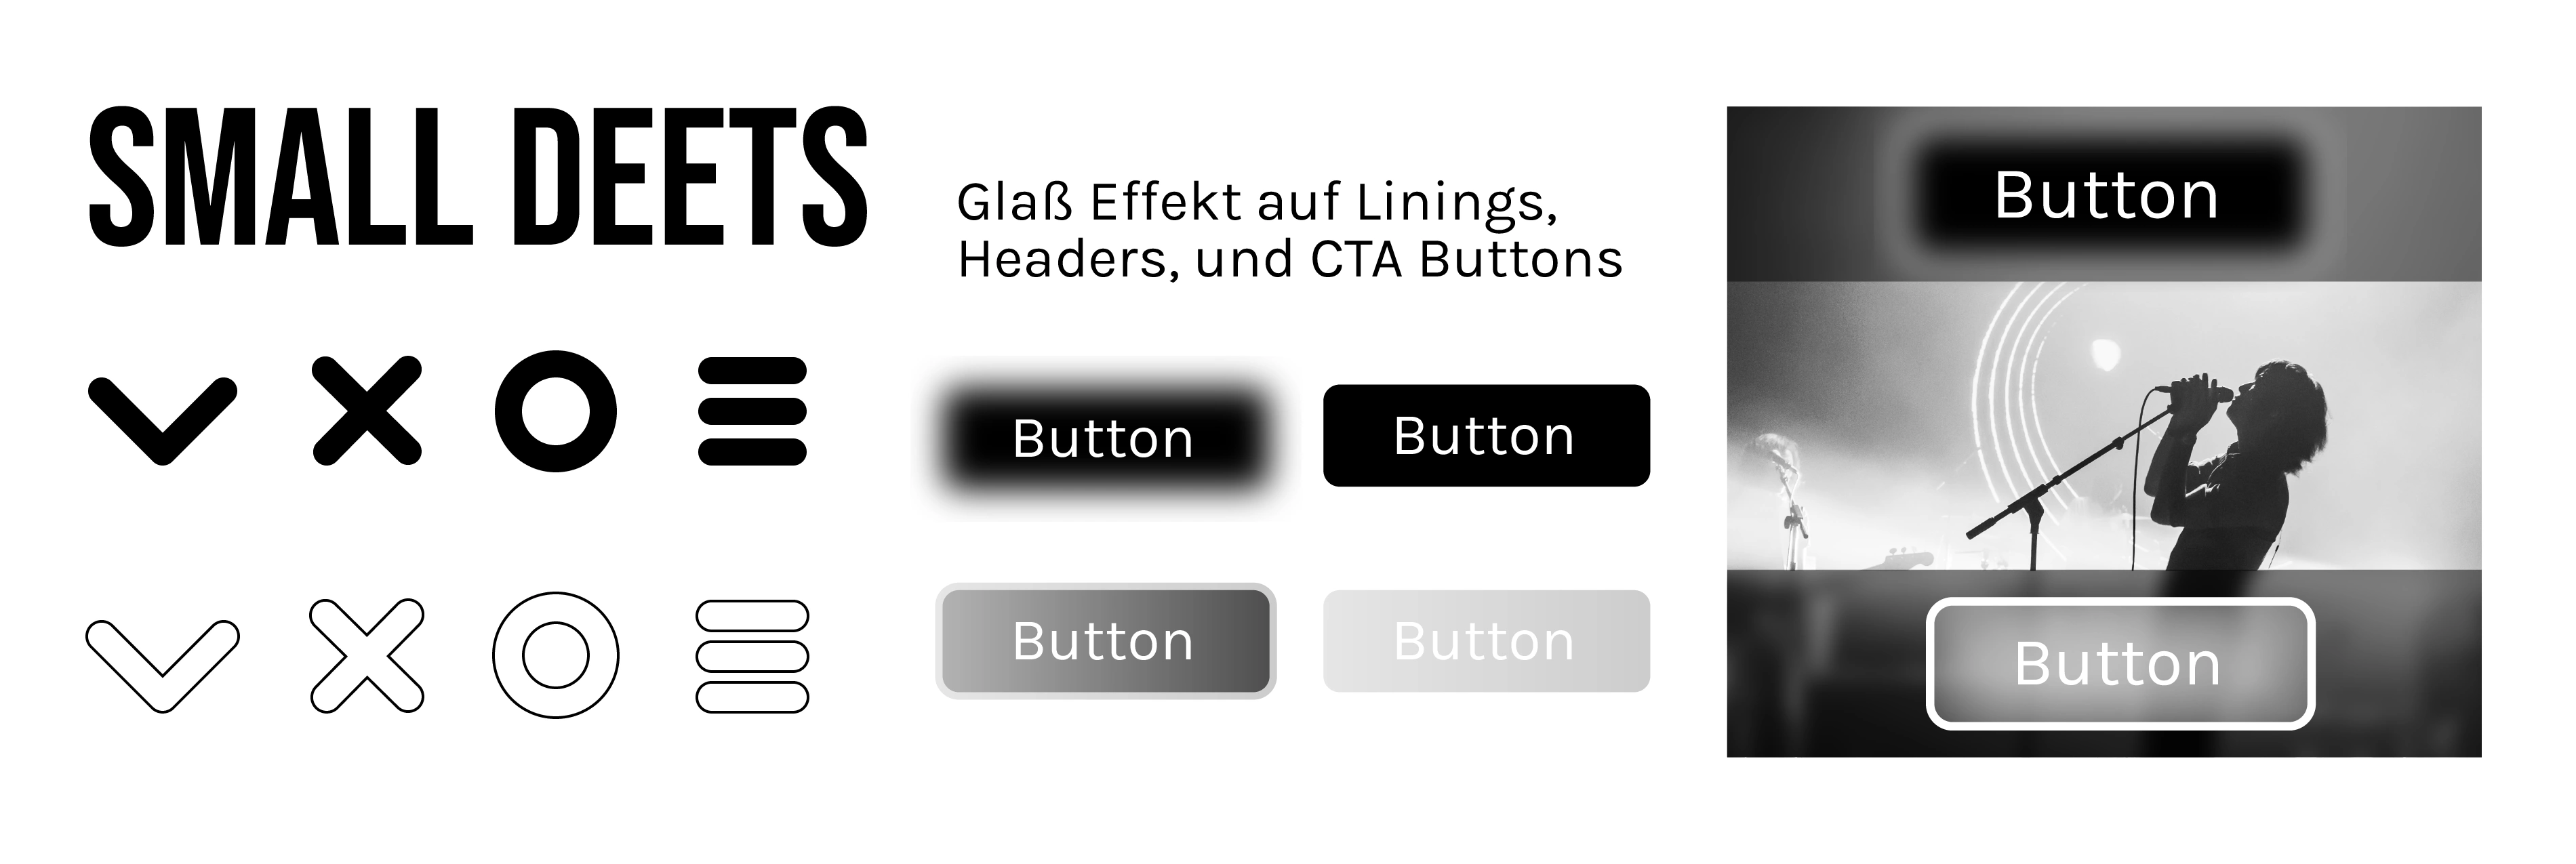 SMALL DEETS
Glaß Effekt auf Linings,
Headers, und CTA Buttons
Button
Button
Button
Button
Button
Button